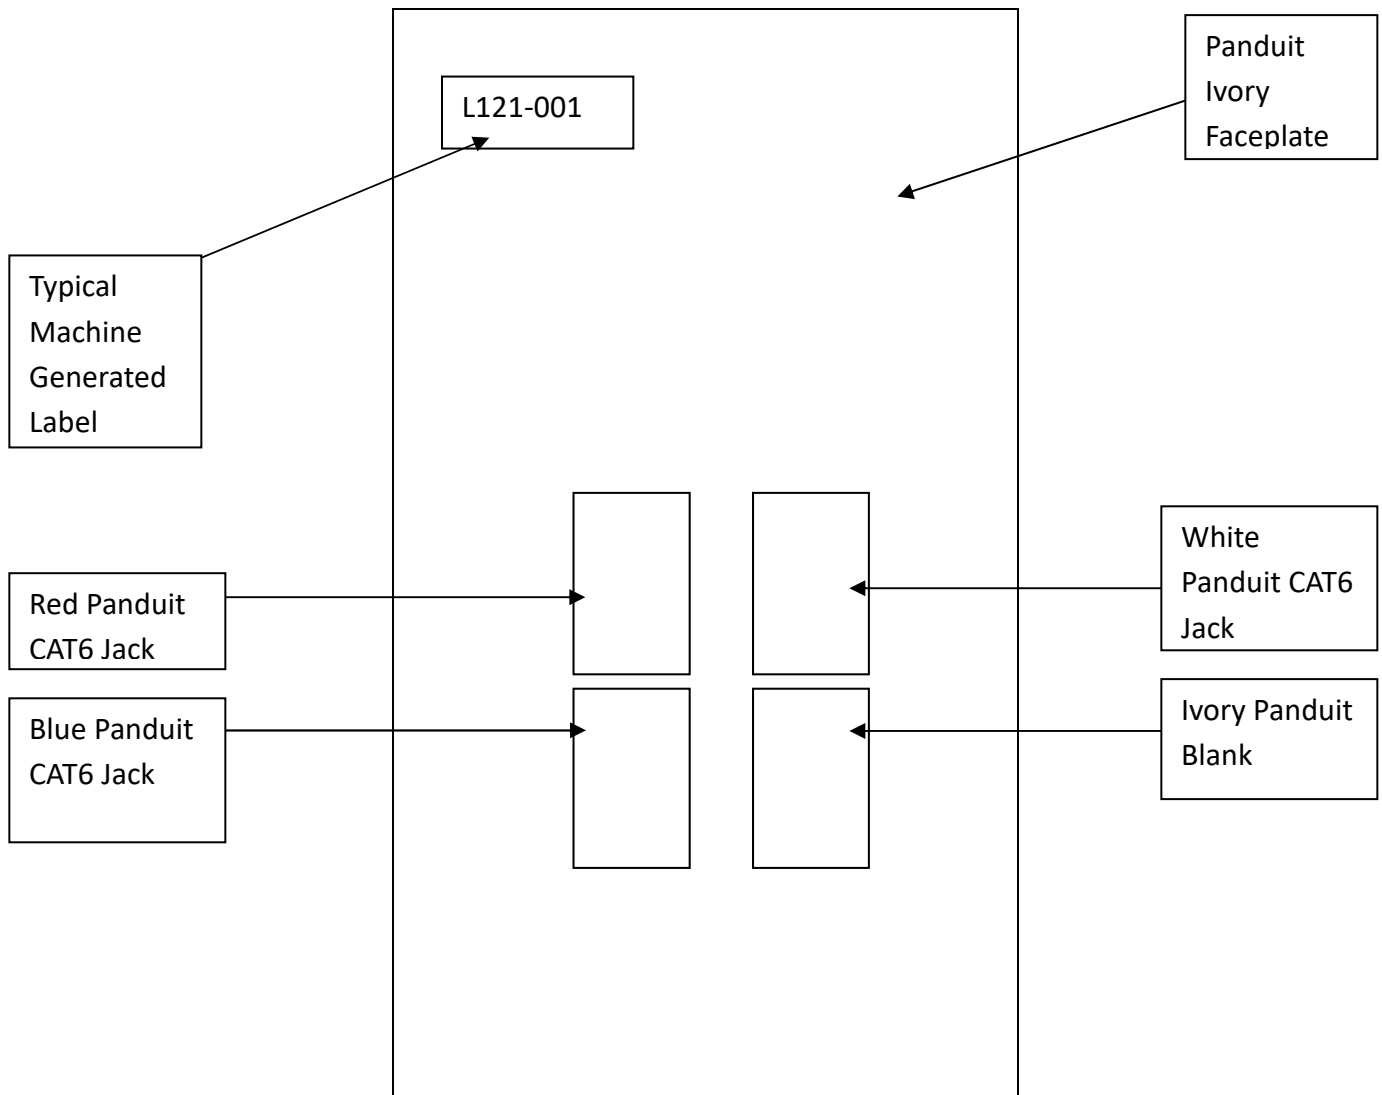 L121-001
Panduit
Ivory
Faceplate
Typical
Machine
Generated
Label
Red Panduit
CAT6 Jack
White
Panduit CAT6
Jack
Blue Panduit
CAT6 Jack
Ivory Panduit
Blank